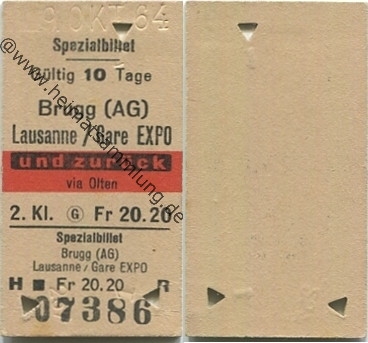 19.OKT.64
Spezialbillet
Gültig 10 Tage
Brugg (AG)
Lausanne / Gare EXPO
und zurück
via Olten
2. Kl. G Fr 20.20
Spezialbillet
Brugg (AG)
Lausanne / Gare EXPO
H ■ Fr 20.20 R
07386
@www.heimatsammlung.de